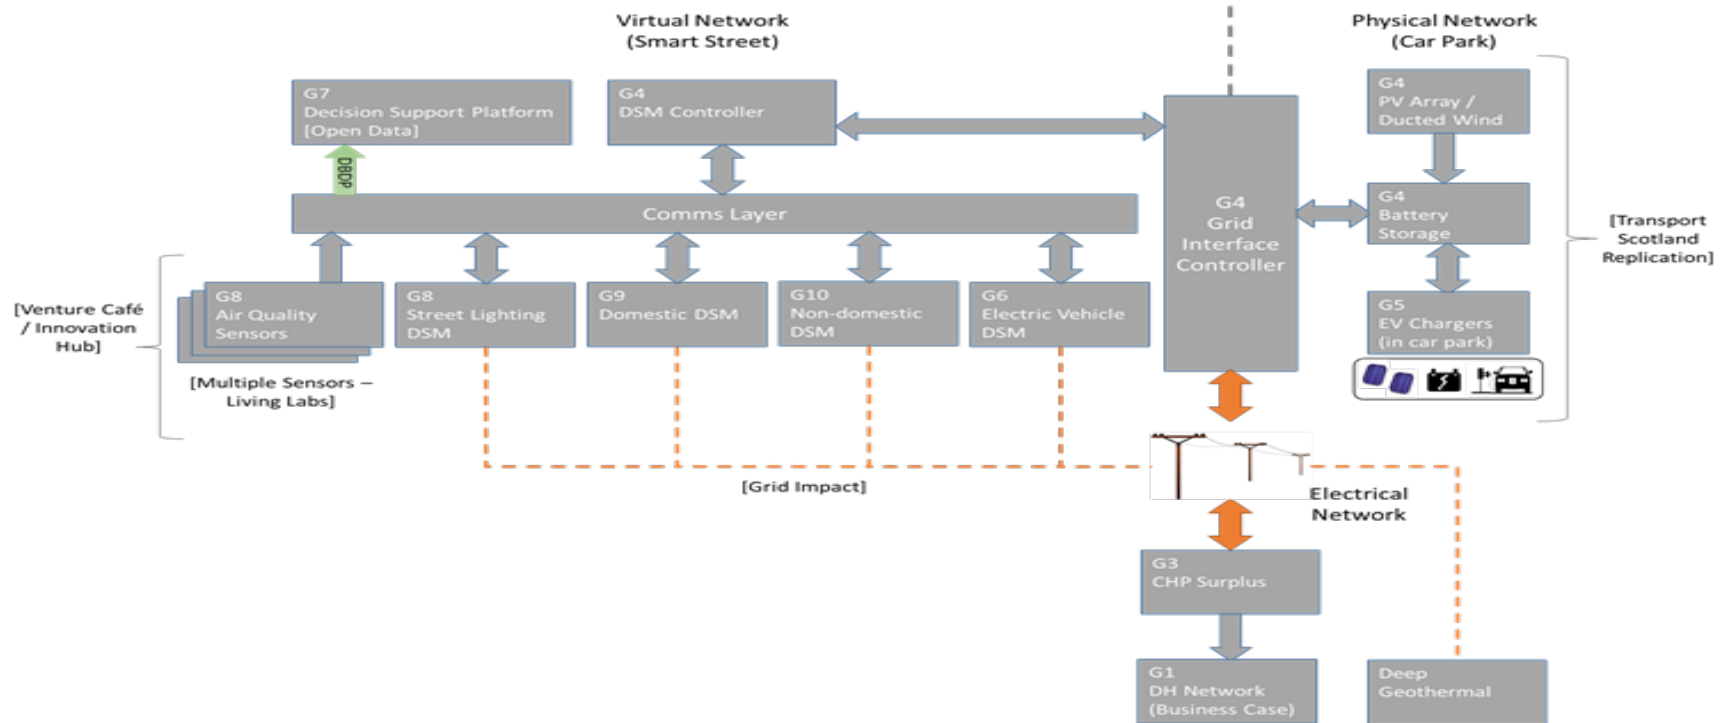 Virtual Network
(Smart Street)
Physical Network
(Car Park)
G7
Decision Support Platform
[Open Data]
G4
DSM Controller
G4
PV Array /
Ducted Wind
DBDP
Comms Layer
G4
Grid
Interface
Controller
G4
Battery
Storage
[Transport
Scotland
Replication]
[Venture Café
/ Innovation
Hub]
G8
Air Quality
Sensors
G8
Street Lighting
DSM
G9
Domestic DSM
G10
Non-domestic
DSM
G6
Electric Vehicle
DSM
G5
EV Chargers
(in car park)
[Multiple Sensors –
Living Labs]
[Grid Impact]
Electrical
Network
G3
CHP Surplus
G1
DH Network
(Business Case)
Deep
Geothermal